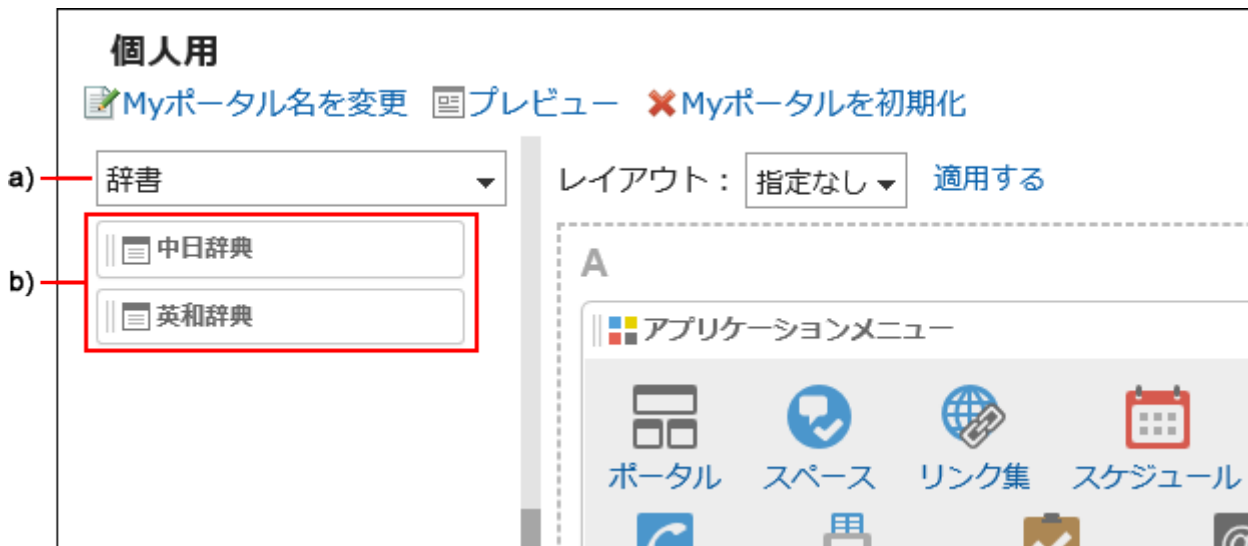 個人用
Myポータル名を変更 プレビュー Myポータルを初期化
a) 辞書 レイアウト： 指定なし 適用する
b) 中日辞典
英和辞典
A
アプリケーションメニュー
ポータル スペース リンク集 スケジュール